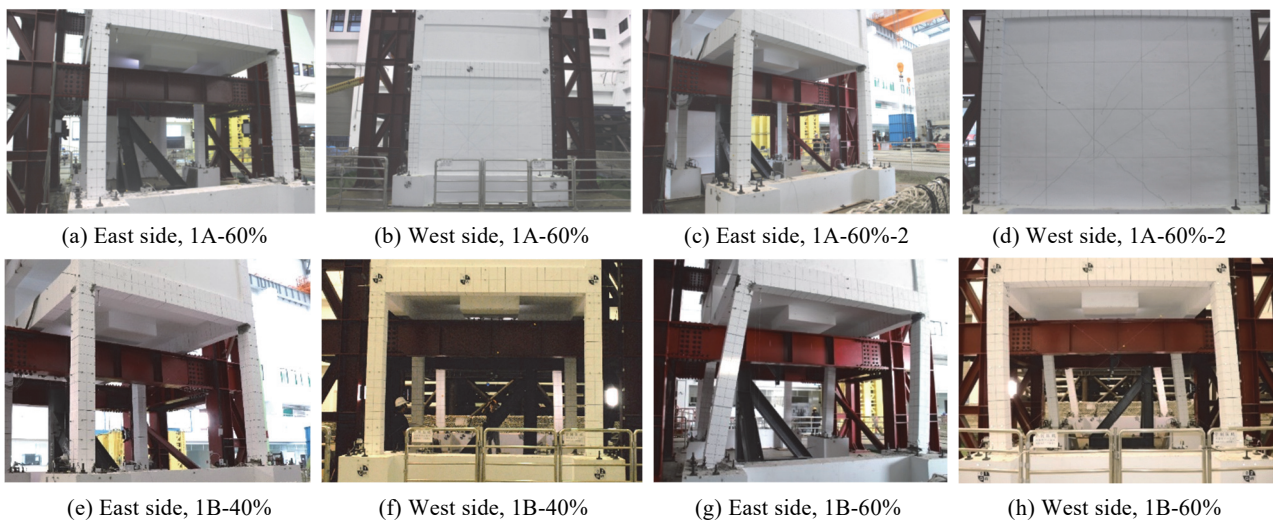 (a) East side, 1A-60%
(b) West side, 1A-60%
(c) East side, 1A-60%-2
(d) West side, 1A-60%-2
(e) East side, 1B-40%
(f) West side, 1B-40%
(g) East side, 1B-60%
(h) West side, 1B-60%